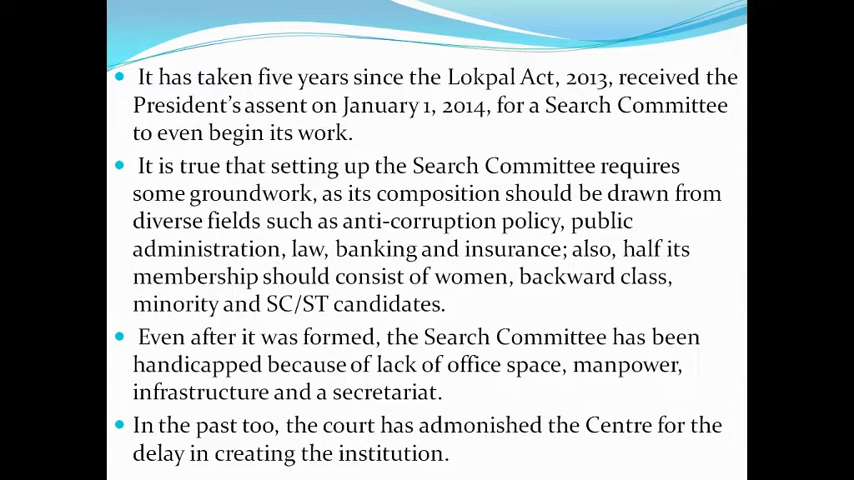 • It has taken five years since the Lokpal Act, 2013, received the
President's assent on January 1, 2014, for a Search Committee
to even begin its work.
• It is true that setting up the Search Committee requires
some groundwork, as its composition should be drawn from
diverse fields such as anti-corruption policy, public
administration, law, banking and insurance; also, half its
membership should consist of women, backward class,
minority and SC/ST candidates.
• Even after it was formed, the Search Committee has been
handicapped because of lack of office space, manpower,
infrastructure and a secretariat.
• In the past too, the court has admonished the Centre for the
delay in creating the institution.